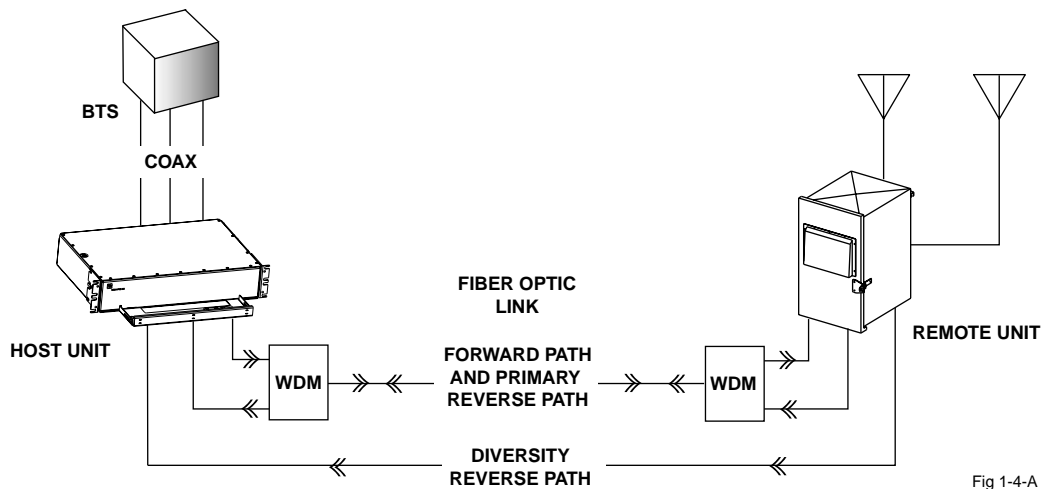 BTS
COAX
HOST UNIT
FIBER OPTIC
LINK
REMOTE UNIT
WDM
FORWARD PATH
AND PRIMARY
REVERSE PATH
WDM
DIVERSITY
REVERSE PATH
Fig 1-4-A